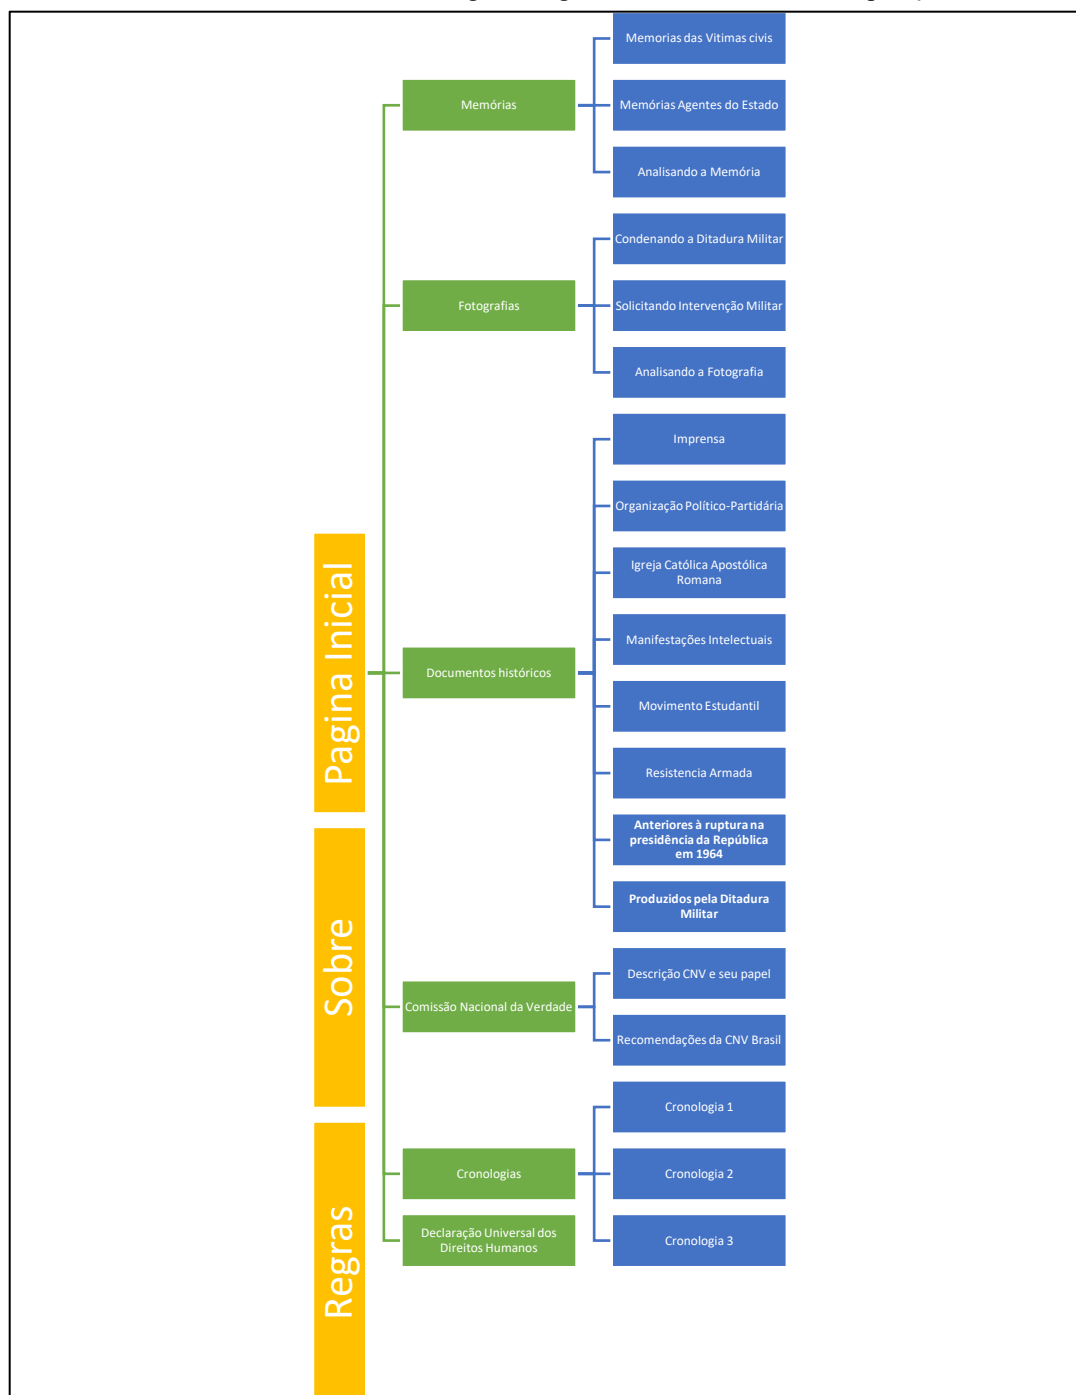 Pagina Inicial
Sobre
Regras
Memórias
Memorias das Vitimas civis
Memórias Agentes do Estado
Analisando a Memória
Fotografias
Condenando a Ditadura Militar
Solicitando Intervenção Militar
Analisando a Fotografia
Documentos históricos
Imprensa
Organização Político-Partidária
Igreja Católica Apostólica
Romana
Manifestações Intelectuais
Movimento Estudantil
Resistencia Armada
Anteriores à ruptura na
presidência da República
em 1964
Produzidos pela Ditadura
Militar
Comissão Nacional da Verdade
Descrição CNV e seu papel
Recomendações da CNV Brasil
Cronologias
Cronologia 1
Cronologia 2
Cronologia 3
Declaração Universal dos
Direitos Humanos